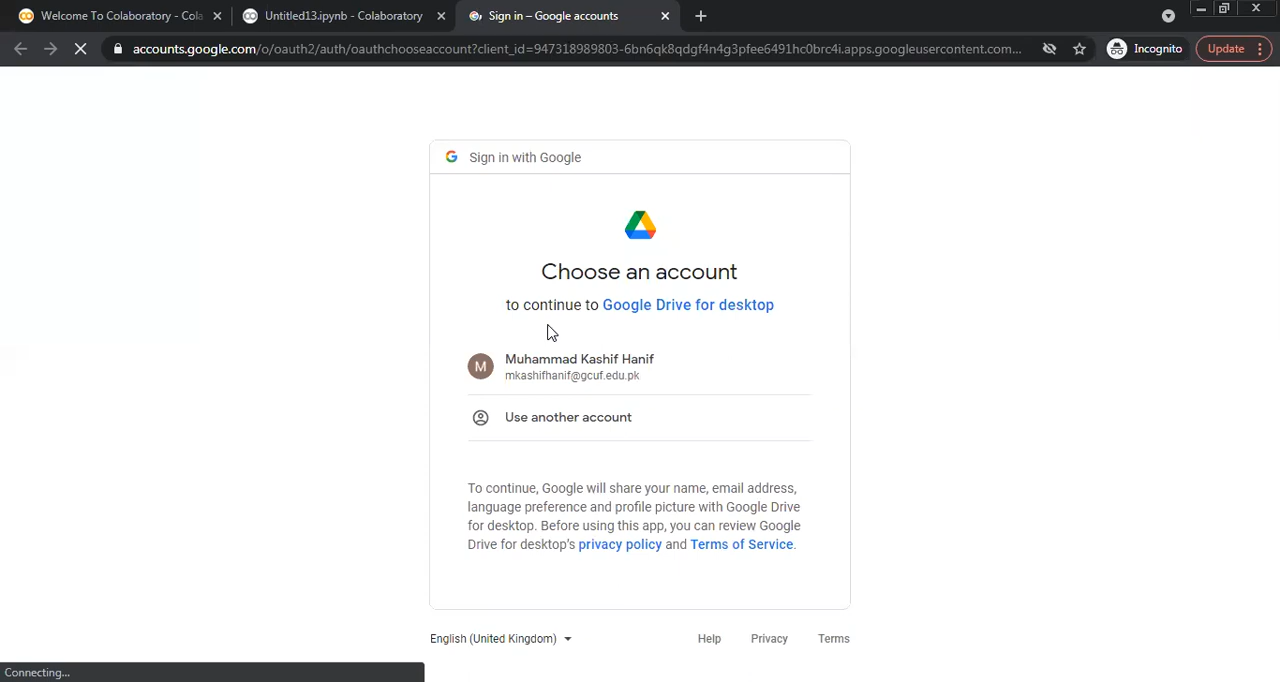 Welcome To Colaboratory - Cola
Untitled13.ipynb - Colaboratory
Sign in – Google accounts
accounts.google.com/o/oauth2/auth/oauthchooseaccount?client_id=947318989803-6bn6qk8qdgf4n4g3pfee6491hc0brc4i.apps.googleusercontent.com...
Incognito
Update
Sign in with Google
Choose an account
to continue to Google Drive for desktop
M
Muhammad Kashif Hanif
mkashifhanif@gcuf.edu.pk
Use another account
To continue, Google will share your name, email address,
language preference and profile picture with Google Drive
for desktop. Before using this app, you can review Google
Drive for desktop's privacy policy and Terms of Service.
English (United Kingdom)
Help
Privacy
Terms
Connecting...